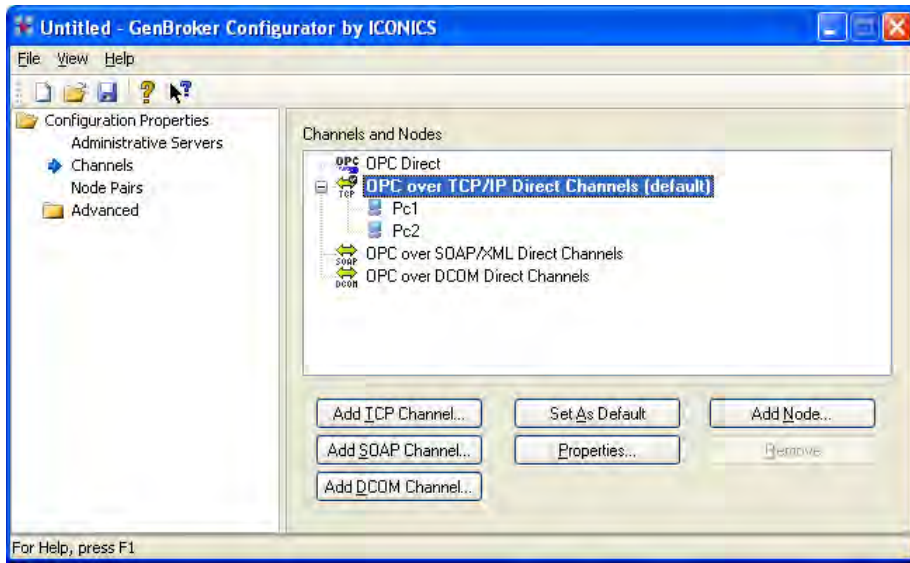 Untitled - GenBroker Configurator by ICONICS
File View Help
Configuration Properties
Administrative Servers
Channels
Node Pairs
Advanced
Channels and Nodes
OPC OPC Direct
TCP OPC over TCP/IP Direct Channels (default)
Pc1
Pc2
SOAP OPC over SOAP/XML Direct Channels
DCOM OPC over DCOM Direct Channels
Add TCP Channel... Set As Default Add Node...
Add SOAP Channel... Properties... Remove
Add DCOM Channel...
For Help, press F1